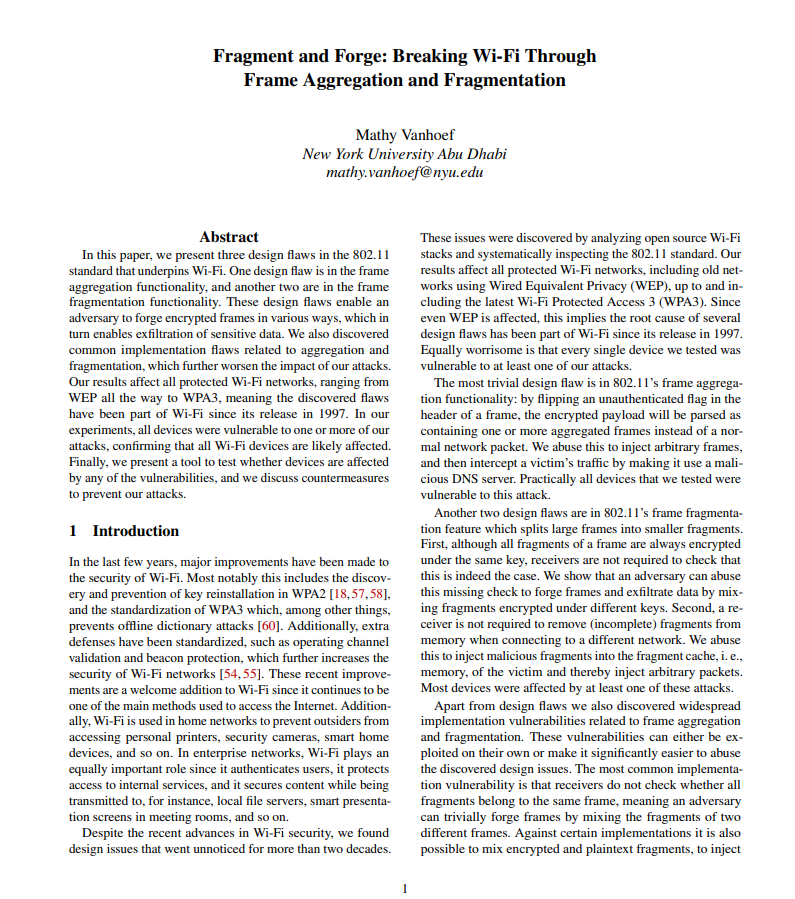 Fragment and Forge: Breaking Wi-Fi Through
Frame Aggregation and Fragmentation
Mathy Vanhoef
New York University Abu Dhabi
mathy.vanhoef@nyu.edu
Abstract
In this paper, we present three design flaws in the 802.11
standard that underpins Wi-Fi. One design flaw is in the frame
aggregation functionality, and another two are in the frame
fragmentation functionality. These design flaws enable an
adversary to forge encrypted frames in various ways, which in
turn enables exfiltration of sensitive data. We also discovered
common implementation flaws related to aggregation and
fragmentation, which further worsen the impact of our attacks.
Our results affect all protected Wi-Fi networks, ranging from
WEP all the way to WPA3, meaning the discovered flaws
have been part of Wi-Fi since its release in 1997. In our
experiments, all devices were vulnerable to one or more of our
attacks, confirming that all Wi-Fi devices are likely affected.
Finally, we present a tool to test whether devices are affected
by any of the vulnerabilities, and we discuss countermeasures
to prevent our attacks.
1 Introduction
In the last few years, major improvements have been made to
the security of Wi-Fi. Most notably this includes the discov-
ery and prevention of key reinstallation in WPA2 [18,57,58],
and the standardization of WPA3 which, among other things,
prevents offline dictionary attacks [60]. Additionally, extra
defenses have been standardized, such as operating channel
validation and beacon protection, which further increases the
security of Wi-Fi networks [54,55]. These recent improve-
ments are a welcome addition to Wi-Fi since it continues to be
one of the main methods used to access the Internet. Addition-
ally, Wi-Fi is used in home networks to prevent outsiders from
accessing personal printers, security cameras, smart home
devices, and so on. In enterprise networks, Wi-Fi plays an
equally important role since it authenticates users, it protects
access to internal services, and it secures content while being
transmitted to, for instance, local file servers, smart presenta-
tion screens in meeting rooms, and so on.
Despite the recent advances in Wi-Fi security, we found
design issues that went unnoticed for more than two decades.
These issues were discovered by analyzing open source Wi-Fi
stacks and systematically inspecting the 802.11 standard. Our
results affect all protected Wi-Fi networks, including old net-
works using Wired Equivalent Privacy (WEP), up to and in-
cluding the latest Wi-Fi Protected Access 3 (WPA3). Since
even WEP is affected, this implies the root cause of several
design flaws has been part of Wi-Fi since its release in 1997.
Equally worrisome is that every single device we tested was
vulnerable to at least one of our attacks.
The most trivial design flaw is in 802.11's frame aggrega-
tion functionality: by flipping an unauthenticated flag in the
header of a frame, the encrypted payload will be parsed as
containing one or more aggregated frames instead of a nor-
mal network packet. We abuse this to inject arbitrary frames,
and then intercept a victim's traffic by making it use a mali-
cious DNS server. Practically all devices that we tested were
vulnerable to this attack.
Another two design flaws are in 802.11's frame fragmenta-
tion feature which splits large frames into smaller fragments.
First, although all fragments of a frame are always encrypted
under the same key, receivers are not required to check that
this is indeed the case. We show that an adversary can abuse
this missing check to forge frames and exfiltrate data by mix-
ing fragments encrypted under different keys. Second, a re-
ceiver is not required to remove (incomplete) fragments from
memory when connecting to a different network. We abuse
this to inject malicious fragments into the fragment cache, i. e.,
memory, of the victim and thereby inject arbitrary packets.
Most devices were affected by at least one of these attacks.
Apart from design flaws we also discovered widespread
implementation vulnerabilities related to frame aggregation
and fragmentation. These vulnerabilities can either be ex-
ploited on their own or make it significantly easier to abuse
the discovered design issues. The most common implementa-
tion vulnerability is that receivers do not check whether all
fragments belong to the same frame, meaning an adversary
can trivially forge frames by mixing the fragments of two
different frames. Against certain implementations it is also
possible to mix encrypted and plaintext fragments, to inject
1